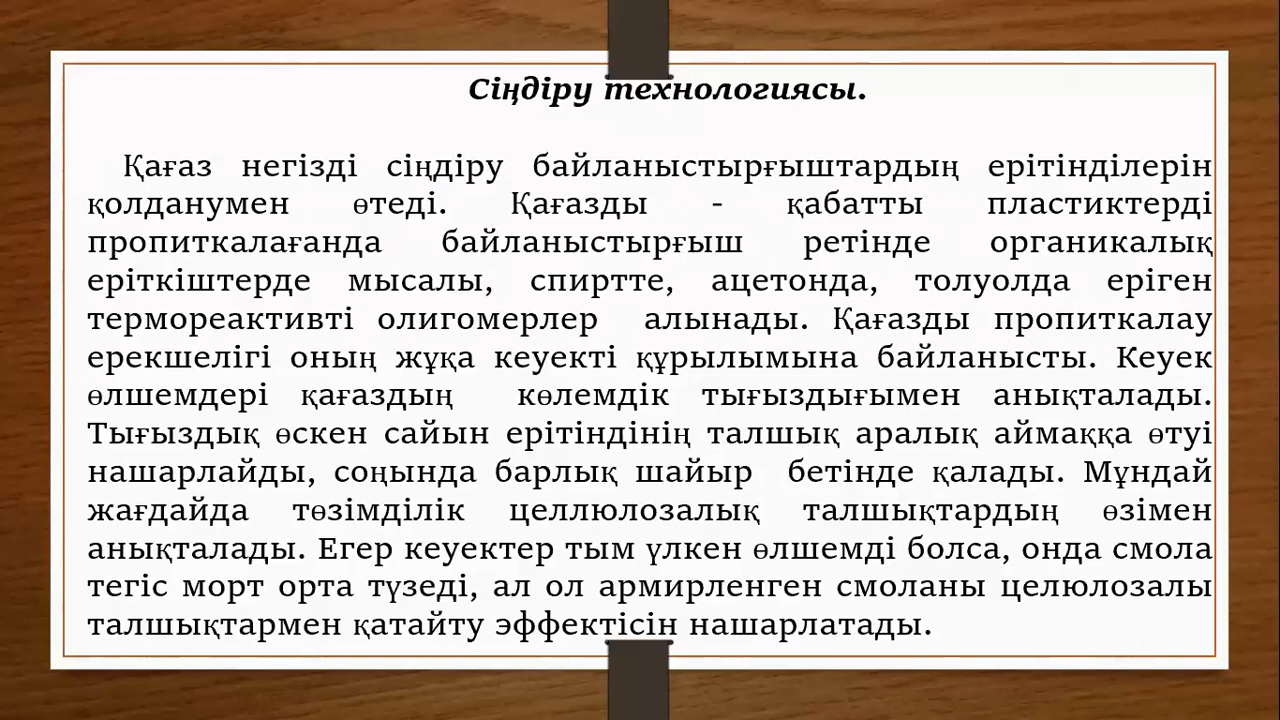 Сіңдіру технологиясы.
Қағаз негізді сіңдіру байланыстырғыштардың ерітінділерін
қолданумен өтеді. Қағазды - қабатты пластиктерді
пропиткалағанда байланыстырғыш ретінде органикалық
еріткіштерде мысалы, спиртте, ацетонда, толуолда еріген
термореактивті олигомерлер алынады. Қағазды пропиткалау
ерекшелігі оның жұқа кеуекті құрылымына байланысты. Кеуек
өлшемдері қағаздың көлемдік тығыздығымен анықталады.
Тығыздық өскен сайын ерітіндінің талшық аралық аймаққа өтуі
нашарлайды, соңында барлық шайыр бетінде қалады. Мұндай
жағдайда төзімділік целлюлозалық талшықтардың өзімен
анықталады. Егер кеуектер тым үлкен өлшемді болса, онда смола
тегіс морт орта түзеді, ал ол армирленген смоланы целюлозалы
талшықтармен қатайту эффектісін нашарлатады.